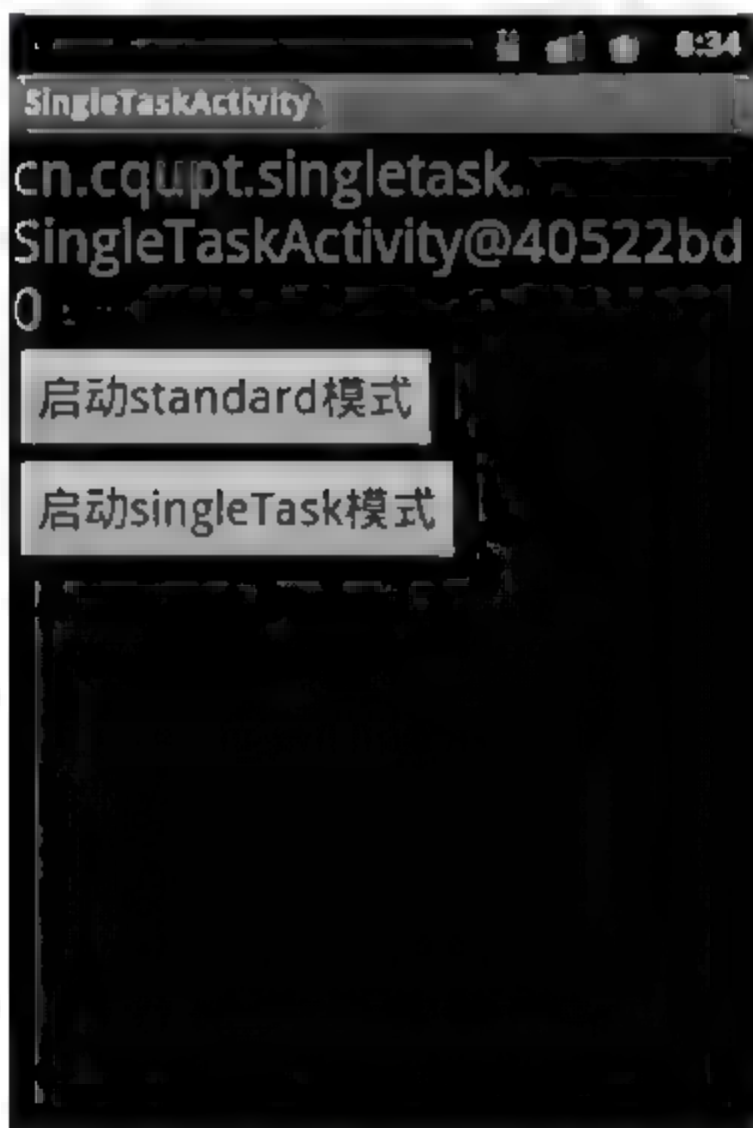 8:34
SingleTaskActivity
cn.cqupt.singletask.
SingleTaskActivity@40522bd
0
启动standard模式
启动singleTask模式